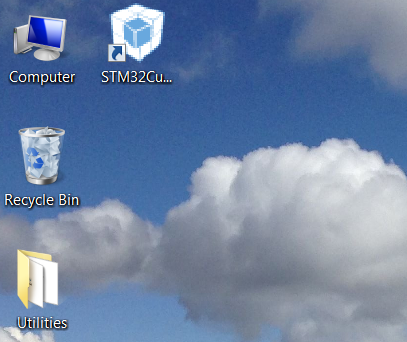 Computer
STM32Cu...
Recycle Bin
Utilities